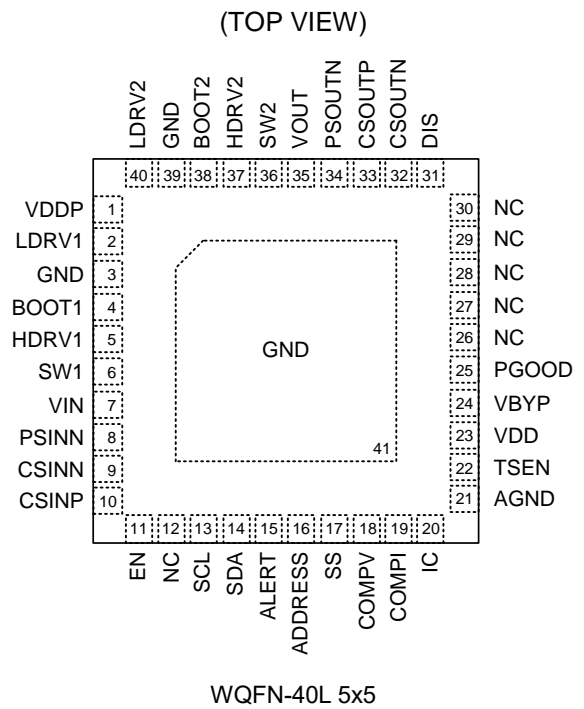 (TOP VIEW)
LDRV2
GND
BOOT2
HDRV2
SW2
VOUT
PSOUTN
CSOUTP
CSOUTN
DIS
40 39 38 37 36 35 34 33 32 31
VDDP 1
LDRV1 2
GND 3
BOOT1 4
HDRV1 5
SW1 6
VIN 7
PSINN 8
CSINN 9
CSINP 10
GND
41
30 NC
29 NC
28 NC
27 NC
26 NC
25 PGOOD
24 VBYP
23 VDD
22 TSEN
21 AGND
11 12 13 14 15 16 17 18 19 20
EN
NC
SCL
SDA
ALERT
ADDRESS
SS
COMPV
COMPI
IC
WQFN-40L 5x5